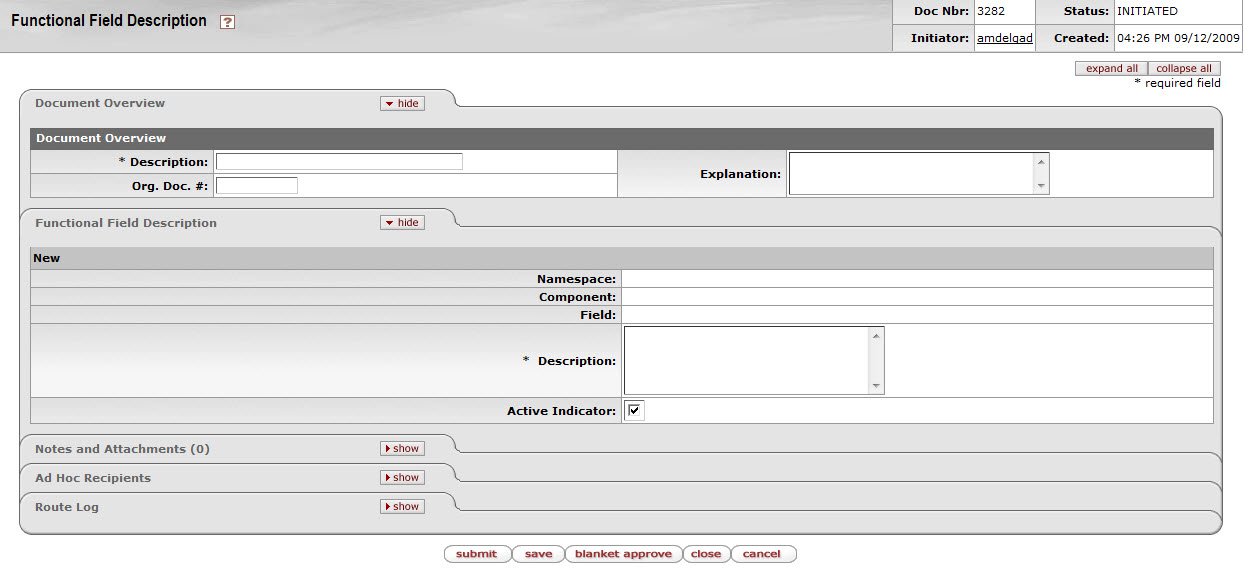 Functional Field Description ?
Doc Nbr: 3282 Status: INITIATED
Initiator: amdelgad Created: 04:26 PM 09/12/2009
expand all collapse all
* required field
Document Overview hide
Document Overview
* Description: Explanation:
Org. Doc. #:
Functional Field Description hide
New
Namespace:
Component:
Field:
* Description:
Active Indicator:
Notes and Attachments (0) show
Ad Hoc Recipients show
Route Log show
submit save blanket approve close cancel